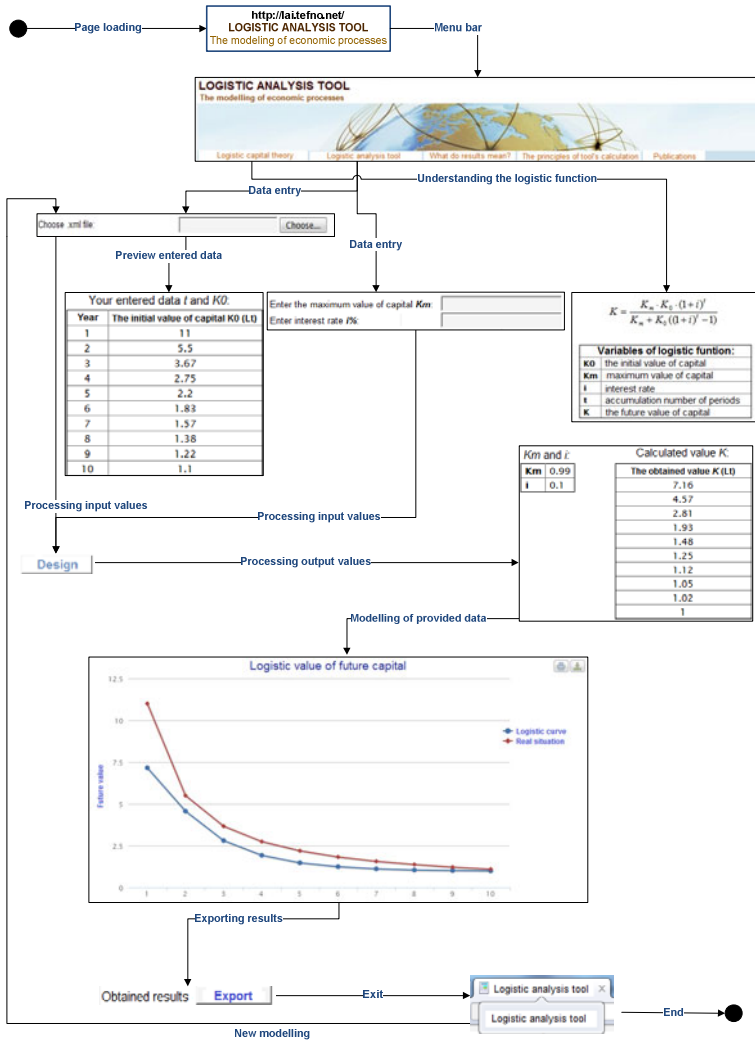 Page loading
http://lai.tefno.net/
LOGISTIC ANALYSIS TOOL
The modeling of economic processes
Menu bar
LOGISTIC ANALYSIS TOOL
The modelling of economic processes
Logistic capital theory
Logistic analysis tool
What do results mean?
The principles of tool's calculation
Publications
Understanding the logistic function
Data entry
Choose .xml file:
Choose...
Data entry
Preview entered data
Your entered data t and K0:
Year The initial value of capital K0 (Lt)
1 11
2 5.5
3 3.67
4 2.75
5 2.2
6 1.83
7 1.57
8 1.38
9 1.22
10 1.1
Enter the maximum value of capital Km:
Enter interest rate i%:
K = Km · K0 · (1+i)^t / Km + K0 ((1+i)^t − 1)
Variables of logistic funtion:
K0 the initial value of capital
Km maximum value of capital
i interest rate
t accumulation number of periods
K the future value of capital
Km and i:
Km 0.99
i 0.1
Calculated value K:
The obtained value K (Lt)
7.16
4.57
2.81
1.93
1.48
1.25
1.12
1.05
1.02
1
Processing input values
Processing input values
Design
Processing output values
Modelling of provided data
Logistic value of future capital
12.5
10
7.5
5
2.5
0
Future value
1 2 3 4 5 6 7 8 9 10
Logistic curve
Real situation
Exporting results
Obtained results
Export
Exit
Logistic analysis tool
Logistic analysis tool
End
New modelling